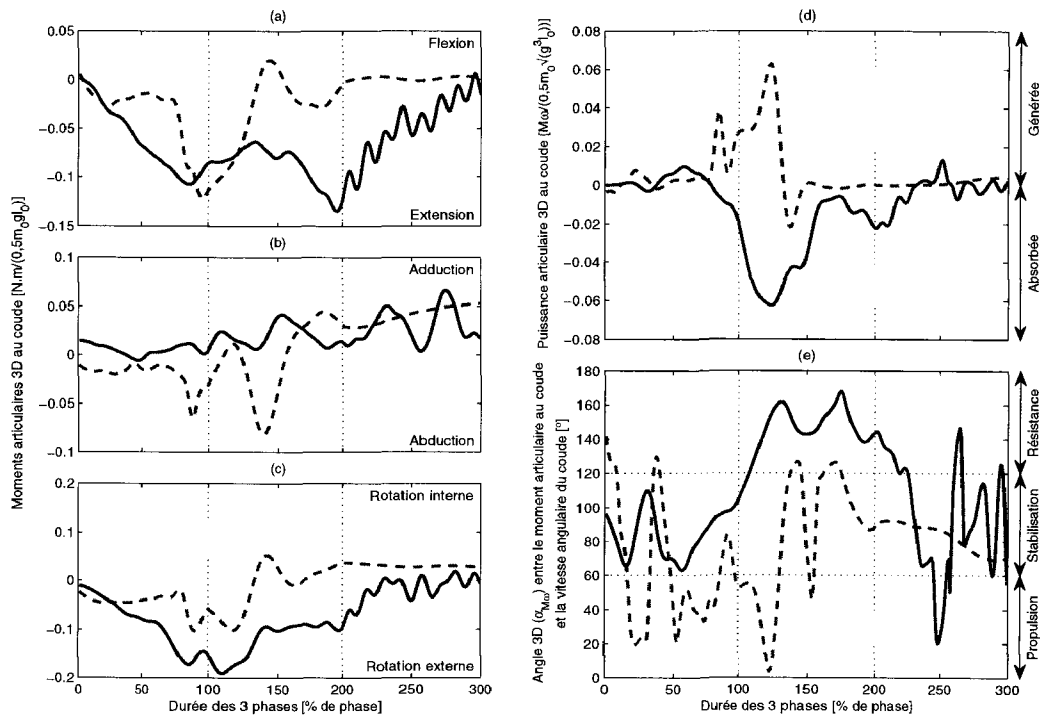 (a)
0.05
0
−0.05
−0.1
−0.15
Flexion
Extension
(b)
0.1
0.05
0
−0.05
−0.1
Adduction
Abduction
(c)
0.2
0.1
0
−0.1
−0.2
Rotation interne
Rotation externe
0
50
100
150
200
250
300
Durée des 3 phases [% de phase]
Moments articulaires 3D au coude [N.m/(0,5m0gl0)]
(d)
0.08
0.06
0.04
0.02
0
−0.02
−0.04
−0.06
−0.08
Puissance articulaire 3D au coude [Mω/(0,5m0√(g³l0))]
Générée
Absorbée
(e)
180
160
140
120
100
80
60
40
20
0
Angle 3D (αMω) entre le moment articulaire au coude
et la vitesse angulaire du coude [°]
Résistance
Stabilisation
Propulsion
0
50
100
150
200
250
300
Durée des 3 phases [% de phase]